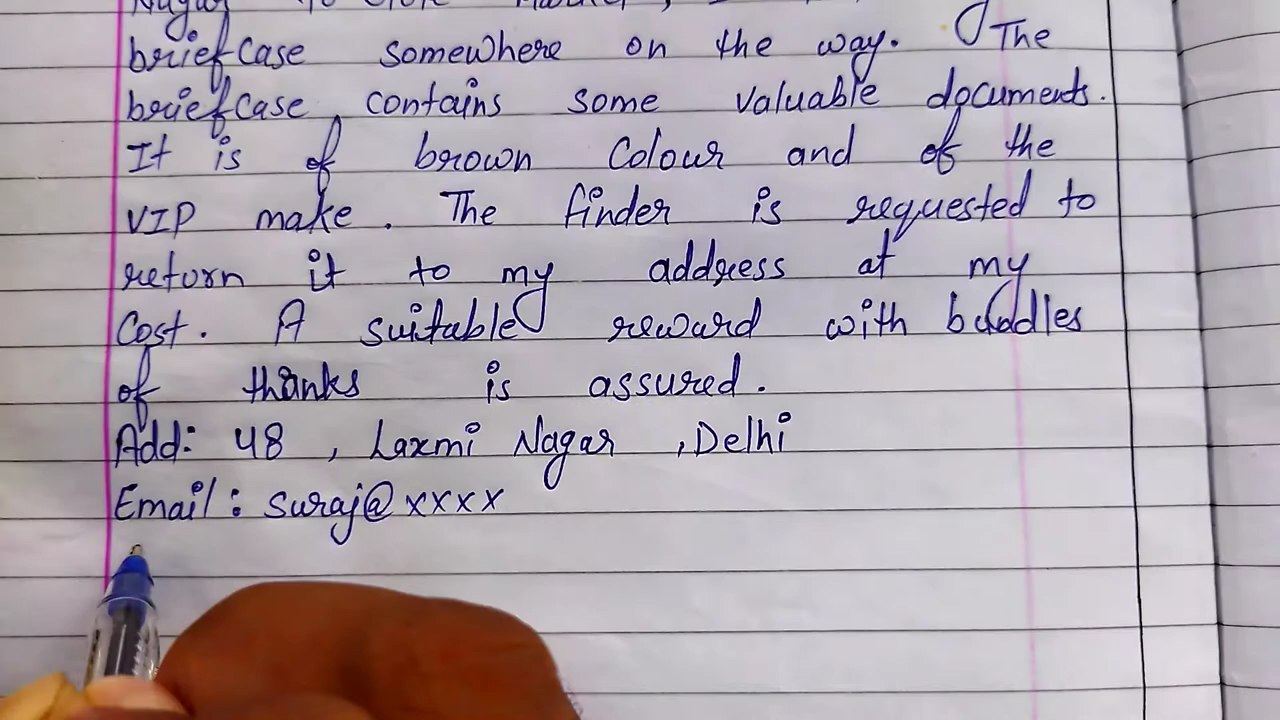 Nagar to
briefcase somewhere on the way. The
briefcase contains some valuable documents.
It is of brown Colour and of the
VIP make. The finder is requested to
return it to my address at my
Cost. A suitable reward with
of thanks is assured.
Add: 48, Laxmi Nagar, Delhi
Email: suraj@xxxx